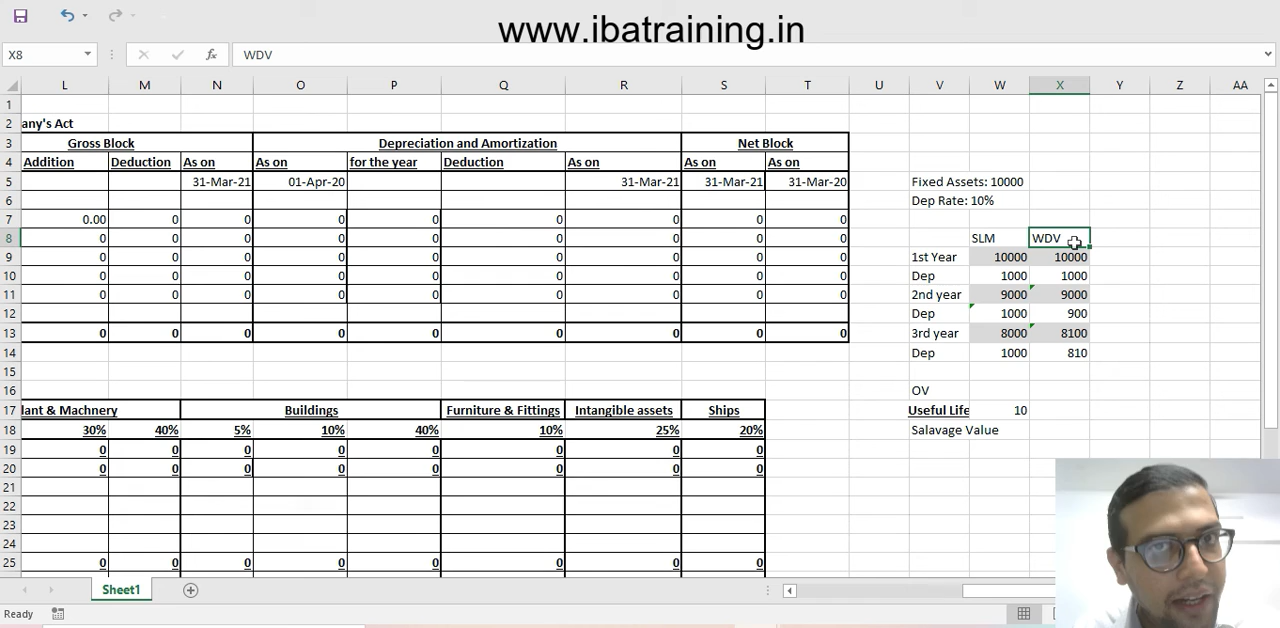 www.ibatraining.in
X8 fx WDV
L M N O P Q R S T U V W X Y Z AA
1
2 any's Act
3 Gross Block Depreciation and Amortization Net Block
4 Addition Deduction As on As on for the year Deduction As on As on As on
5 31-Mar-21 01-Apr-20 31-Mar-21 31-Mar-21 31-Mar-20 Fixed Assets: 10000
6 Dep Rate: 10%
7 0.00 0 0 0 0 0 0 0 0
8 0 0 0 0 0 0 0 0 0 SLM WDV
9 0 0 0 0 0 0 0 0 0 1st Year 10000 10000
10 0 0 0 0 0 0 0 0 0 Dep 1000 1000
11 0 0 0 0 0 0 0 0 0 2nd year 9000 9000
12 Dep 1000 900
13 0 0 0 0 0 0 0 0 0 3rd year 8000 8100
14 Dep 1000 810
15
16 OV
17 lant & Machnery Buildings Furniture & Fittings Intangible assets Ships Useful Life 10
18 30% 40% 5% 10% 40% 10% 25% 20% Salavage Value
19 0 0 0 0 0 0 0 0
20 0 0 0 0 0 0 0 0
21
22
23
24
25 0 0 0 0 0 0 0 0
Sheet1
Ready